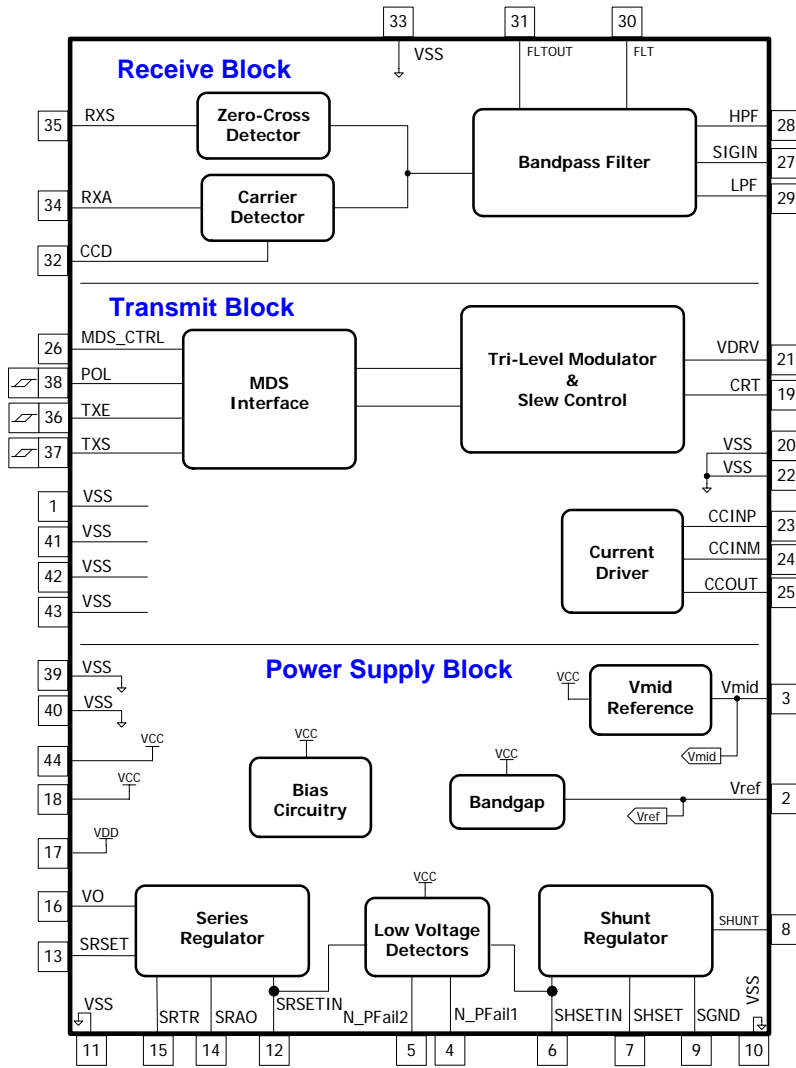 33
31
30
Receive Block
VSS
FLTOUT
FLT
35
RXS
Zero-Cross
Detector
Bandpass Filter
HPF
28
SIGIN
27
LPF
29
34
RXA
Carrier
Detector
32
CCD
Transmit Block
26
MDS_CTRL
38
POL
36
TXE
37
TXS
MDS
Interface
Tri-Level Modulator
&
Slew Control
VDRV
21
CRT
19
VSS
20
VSS
22
1
VSS
41
VSS
42
VSS
43
VSS
Current
Driver
CCINP
23
CCINM
24
CCOUT
25
Power Supply Block
39
VSS
40
VSS
44
VCC
18
VCC
17
VDD
VCC
Bias
Circuitry
VCC
Vmid
Reference
Vmid
3
Vmid
VCC
Bandgap
Vref
2
Vref
16
VO
13
SRSET
Series
Regulator
VCC
Low Voltage
Detectors
Shunt
Regulator
SHUNT
8
VSS
SRTR
SRAO
SRSETIN
N_PFail2
N_PFail1
SHSETIN
SHSET
SGND
VSS
11
15
14
12
5
4
6
7
9
10